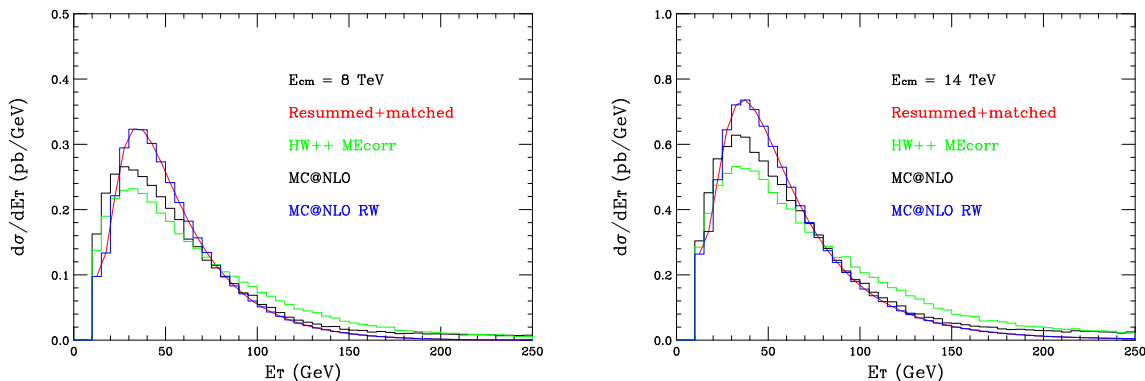 0.5
0.4
0.3
0.2
0.1
0.0
0
50
100
150
200
250
dσ/dET (pb/GeV)
ET (GeV)
Ecm = 8 TeV
Resummed+matched
HW++ MEcorr
MC@NLO
MC@NLO RW
1.0
0.8
0.6
0.4
0.2
0.0
0
50
100
150
200
250
dσ/dET (pb/GeV)
ET (GeV)
Ecm = 14 TeV
Resummed+matched
HW++ MEcorr
MC@NLO
MC@NLO RW